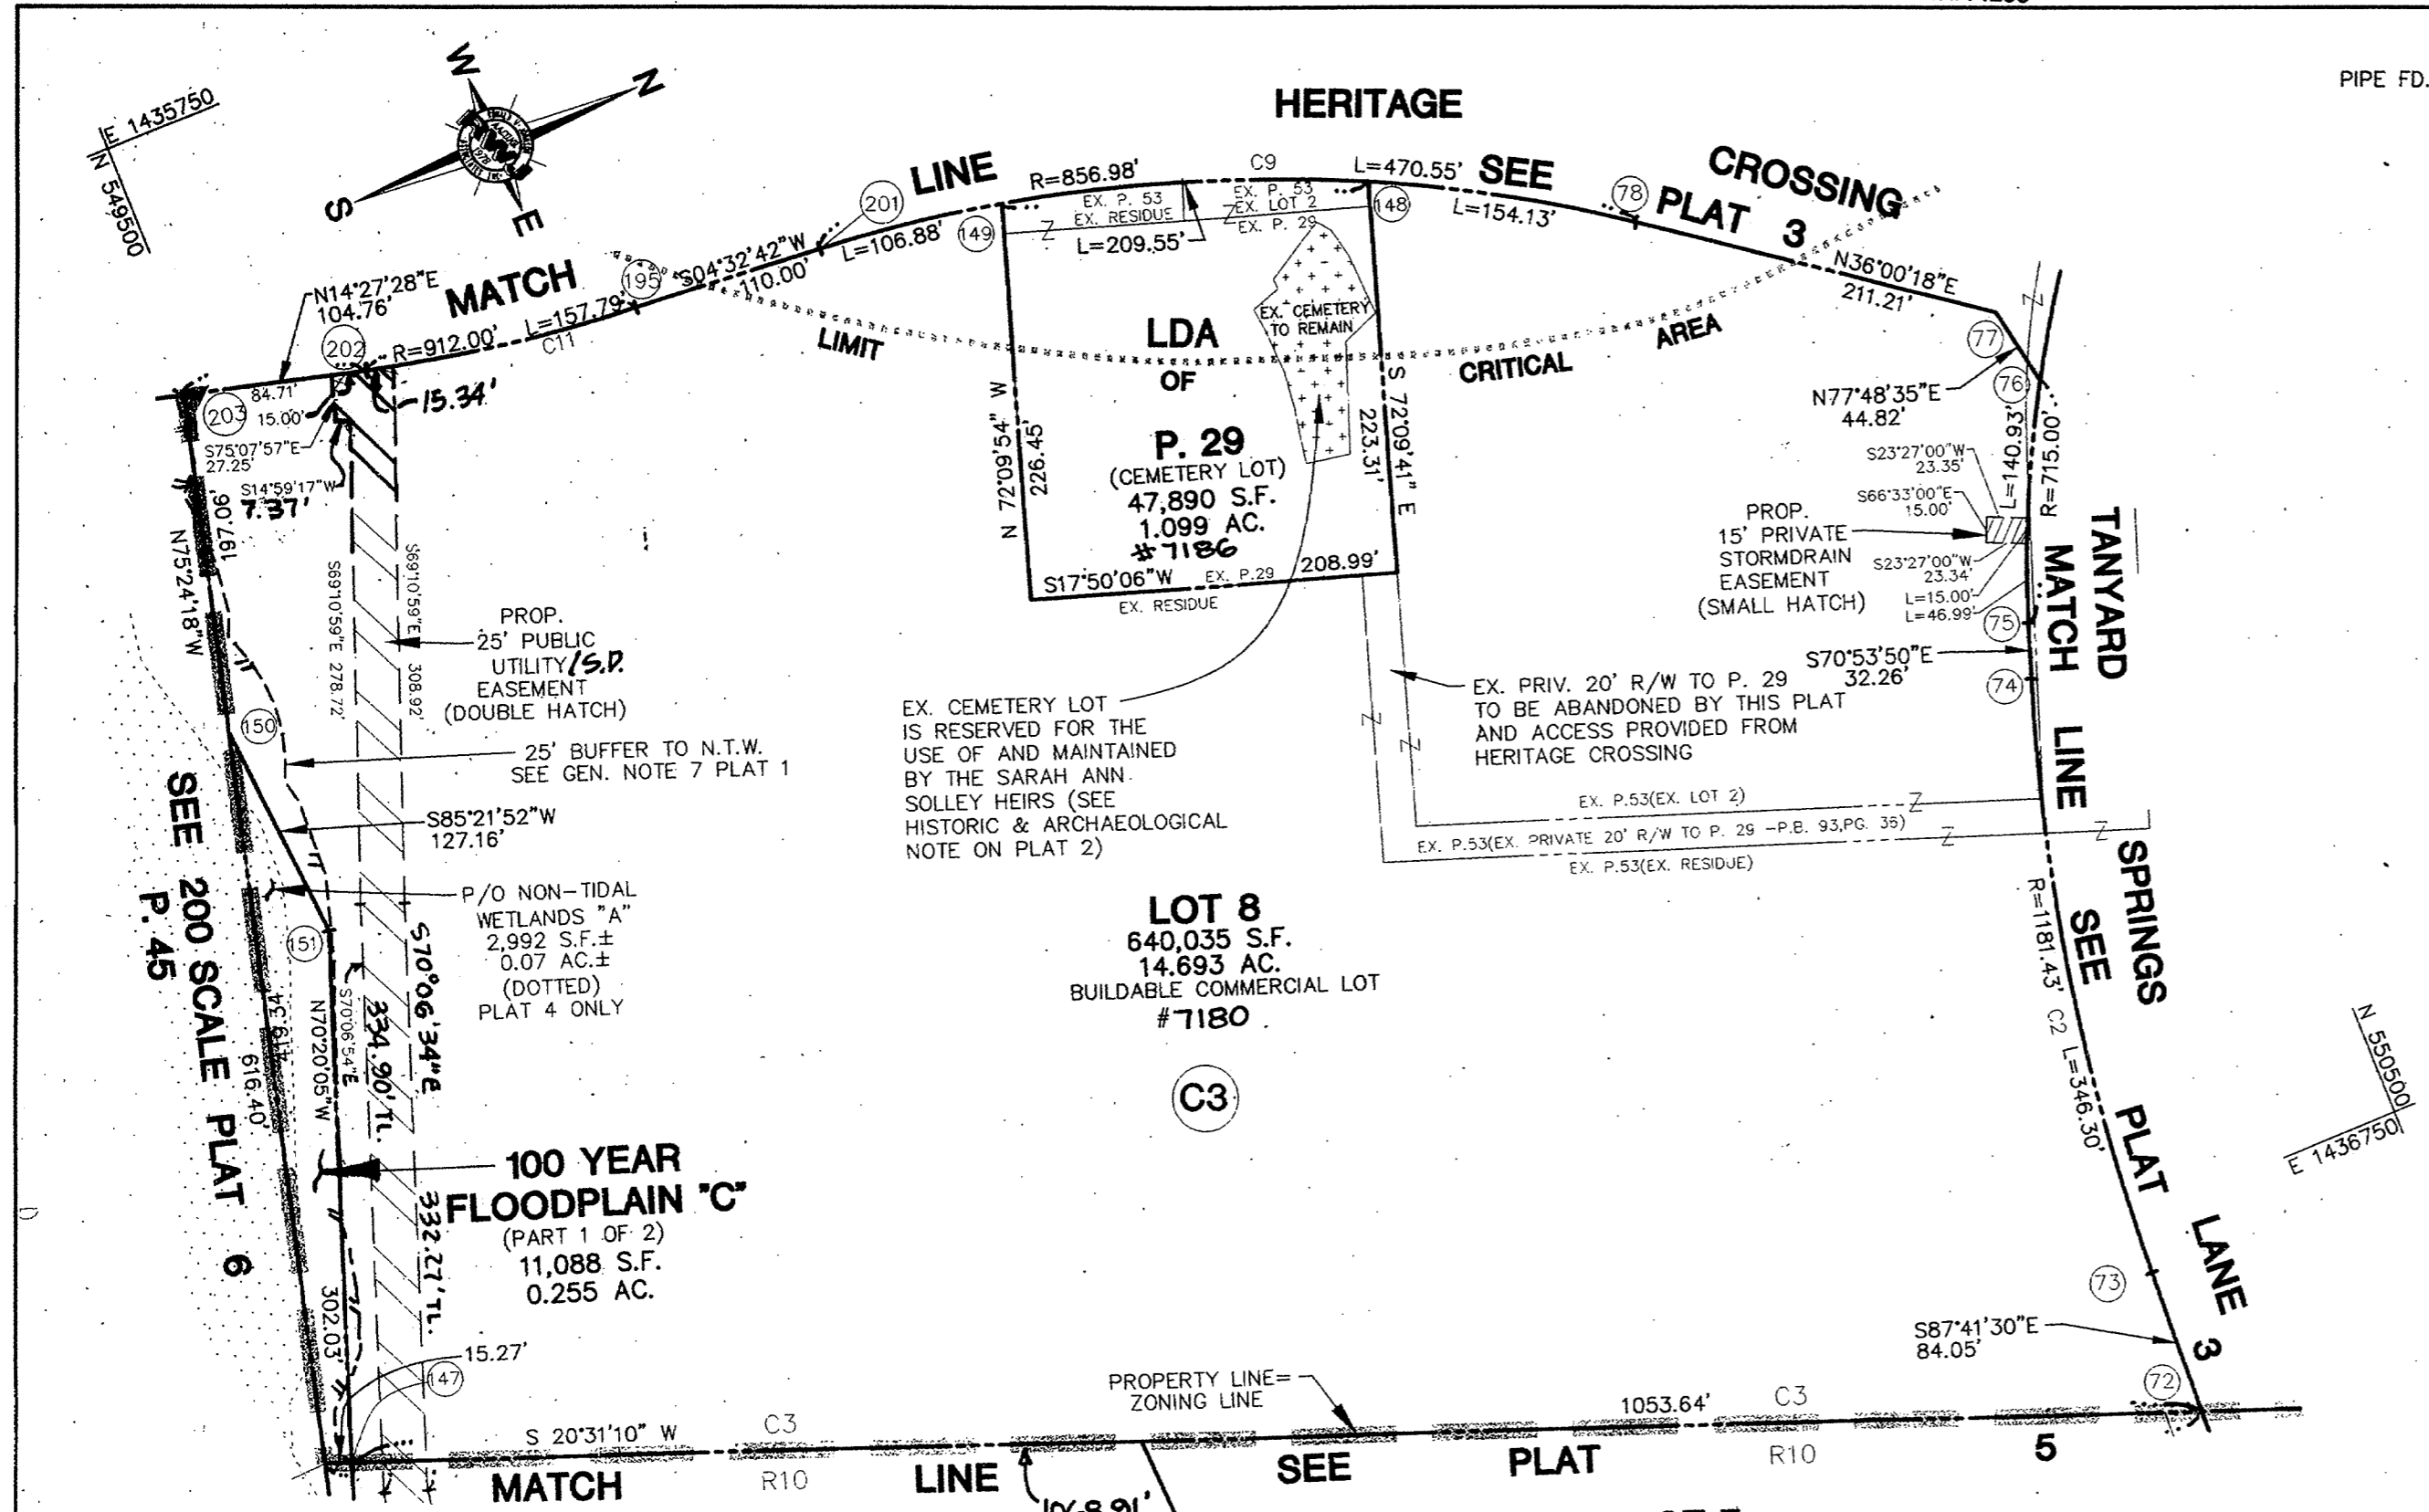 PIPE FD.
E 1435750
N 549500
W
N
S
E
HERITAGE
CROSSING
MATCH
LINE
SEE
PLAT 3
R=856.98'
C9
L=470.55'
EX. P. 53
EX. RESIDUE
EX. P. 53
EX. LOT 2
EX. P. 29
L=209.55'
201
149
148
78
L=154.13'
L=106.88'
S04°32'42"W
110.00'
195
N14°27'28"E
104.76'
202
R=912.00'
L=157.79'
C11
N36°00'18"E
211.21'
77
76
N77°48'35"E
44.82'
LIMIT
OF
CRITICAL
AREA
LDA
EX. CEMETERY
TO REMAIN
84.71'
203
15.00'
15.34'
S75°07'57"E
27.25'
S14°59'17"W
7.37'
197.06'
N75°24'18"W
N 72°09'54" W
226.45'
P. 29
(CEMETERY LOT)
47,890 S.F.
1.099 AC.
#7186
S 72°09'41" E
223.31'
S17°50'06"W
EX. P.29
208.99'
EX. RESIDUE
L=140.93'
R=715.00'
S23°27'00"W
23.35'
S66°33'00"E
15.00'
PROP.
15' PRIVATE
STORMDRAIN
EASEMENT
(SMALL HATCH)
S23°27'00"W
23.34'
L=15.00'
L=46.99'
75
S70°53'50"E
32.26'
74
TANYARD
SPRINGS
LANE
MATCH
LINE
SEE
PLAT
3
S69°10'59"E 278.72'
S69°10'59"E
308.92'
PROP.
25' PUBLIC
UTILITY/S.D.
EASEMENT
(DOUBLE HATCH)
150
25' BUFFER TO N.T.W.
SEE GEN. NOTE 7 PLAT 1
S85°21'52"W
127.16'
P/O NON-TIDAL
WETLANDS "A"
2,992 S.F.±
0.07 AC.±
(DOTTED)
PLAT 4 ONLY
151
SEE 200 SCALE PLAT 6
P. 45
419.34
616.40'
N70°20'05"W
302.03'
S70°06'54"E
334.90' TL.
S70°06'34"E
332.27' TL.
EX. CEMETERY LOT
IS RESERVED FOR THE
USE OF AND MAINTAINED
BY THE SARAH ANN
SOLLEY HEIRS (SEE
HISTORIC & ARCHAEOLOGICAL
NOTE ON PLAT 2)
EX. PRIV. 20' R/W TO P. 29
TO BE ABANDONED BY THIS PLAT
AND ACCESS PROVIDED FROM
HERITAGE CROSSING
EX. P.53(EX. LOT 2)
EX. P.53(EX. PRIVATE 20' R/W TO P. 29 -P.B. 93,PG. 35)
EX. P.53(EX. RESIDUE)
LOT 8
640,035 S.F.
14.693 AC.
BUILDABLE COMMERCIAL LOT
#7180
C3
R=1181.43' C2 L=346.30'
N 550500
E 1436750
100 YEAR
FLOODPLAIN "C"
(PART 1 OF 2)
11,088 S.F.
0.255 AC.
15.27'
147
73
S87°41'30"E
84.05'
72
PROPERTY LINE=
ZONING LINE
S 20°31'10" W
C3
R10
1053.64'
C3
R10
MATCH
LINE
SEE
PLAT
5